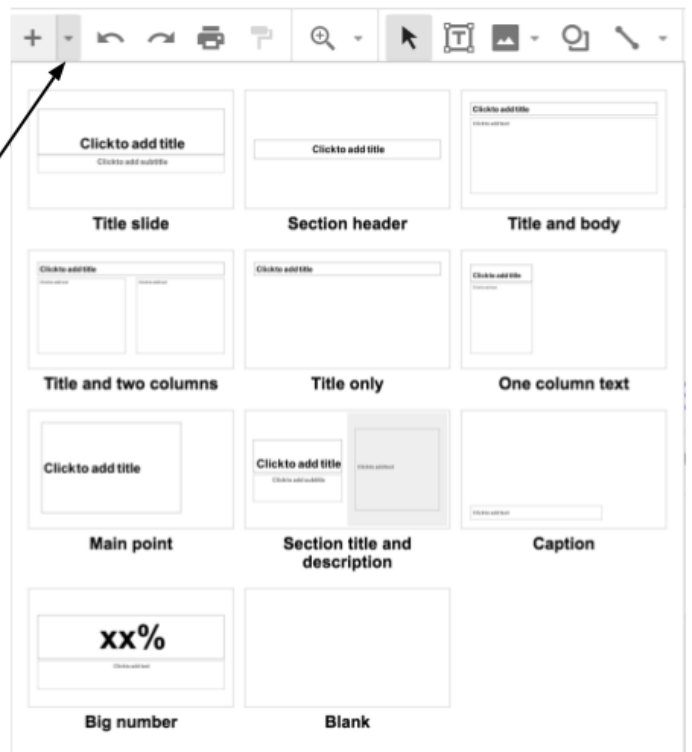 Clickto add title
Clickto add subtitle
Title slide
Clickto add title
Section header
Clickto add title
Clickto add text
Title and body
Clickto add title
Clickto add text
Clickto add text
Title and two columns
Clickto add title
Title only
Clickto add title
Clickto add text
One column text
Clickto add title
Main point
Clickto add title
Clickto add subtitle
Clickto add text
Section title and
description
Clickto add text
Caption
xx%
Clickto add text
Big number
Blank